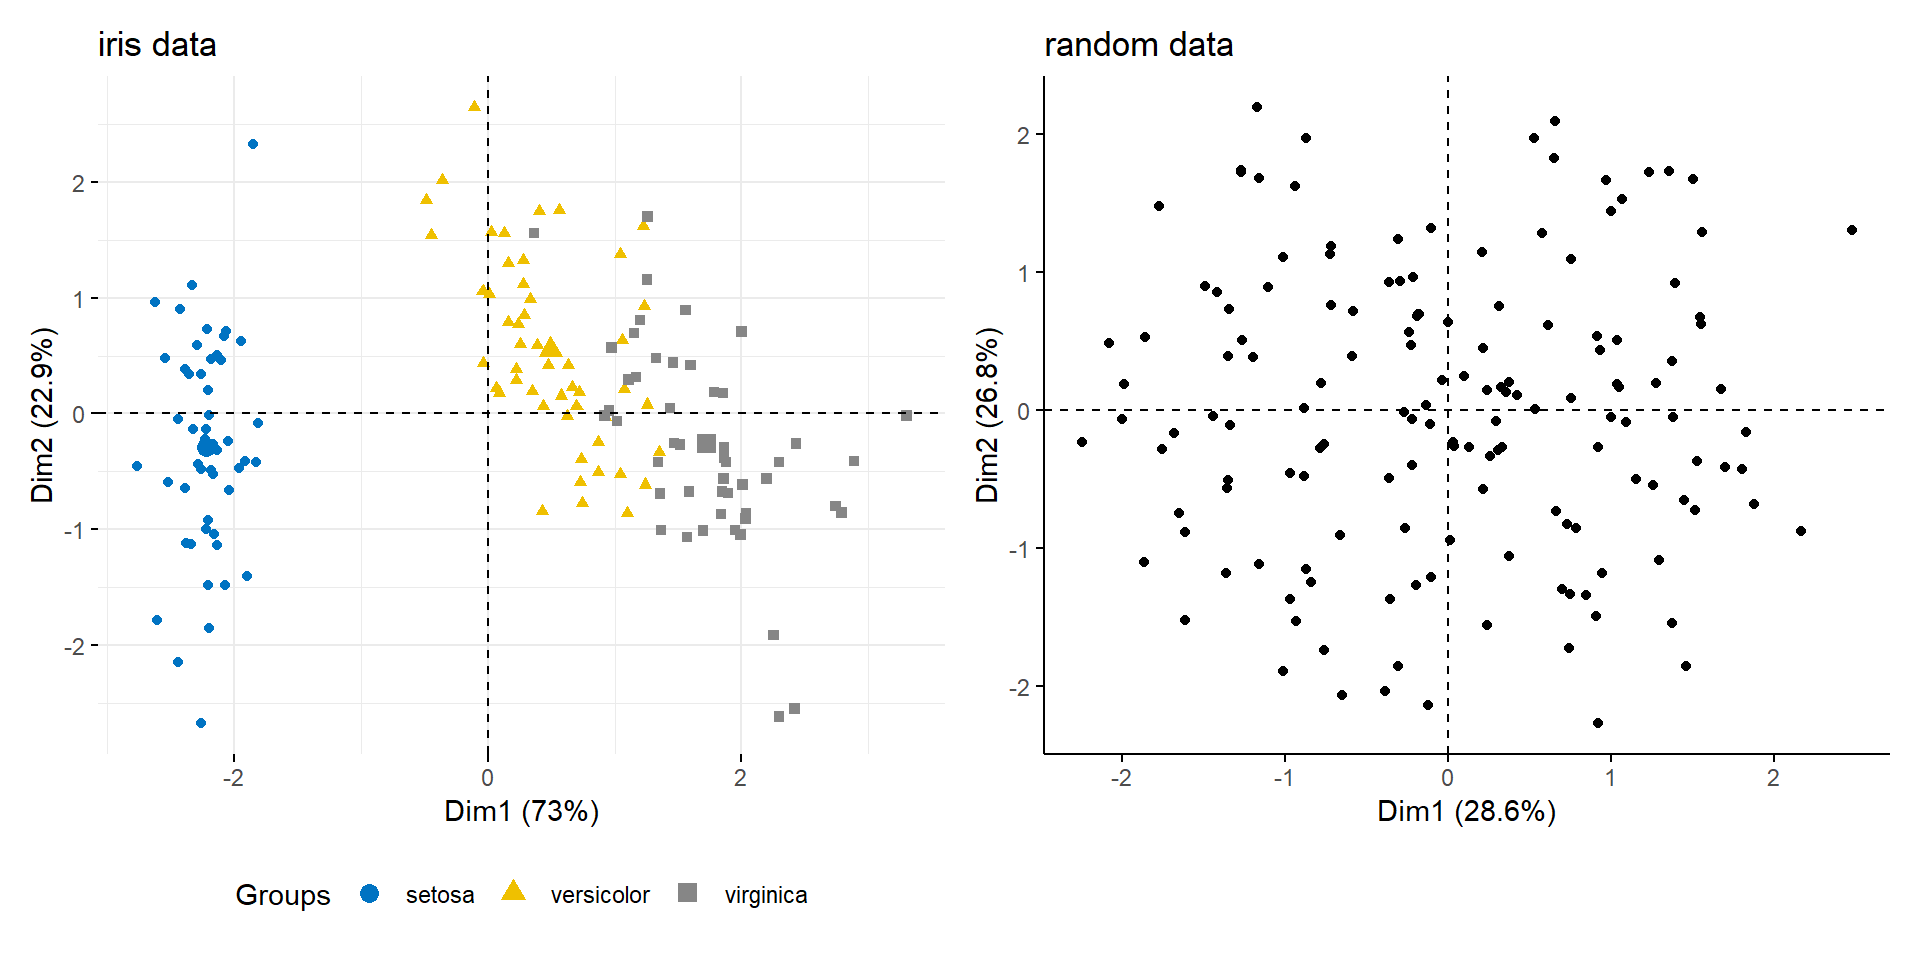 iris data
2
1
0
-1
-2
Dim2 (22.9%)
-2
0
2
Dim1 (73%)
Groups
setosa
versicolor
virginica
random data
2
1
0
-1
-2
Dim2 (26.8%)
-2
-1
0
1
2
Dim1 (28.6%)